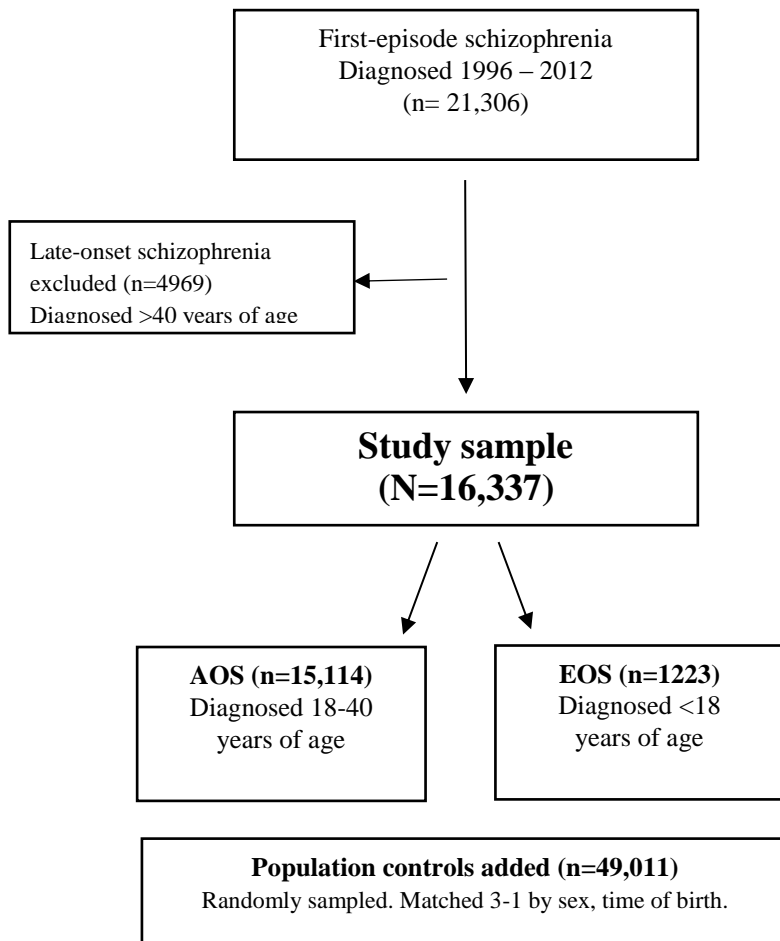 First-episode schizophrenia
Diagnosed 1996 – 2012
(n= 21,306)
Late-onset schizophrenia
excluded (n=4969)
Diagnosed >40 years of age
Study sample
(N=16,337)
AOS (n=15,114)
Diagnosed 18-40
years of age
EOS (n=1223)
Diagnosed <18
years of age
Population controls added (n=49,011)
Randomly sampled. Matched 3-1 by sex, time of birth.